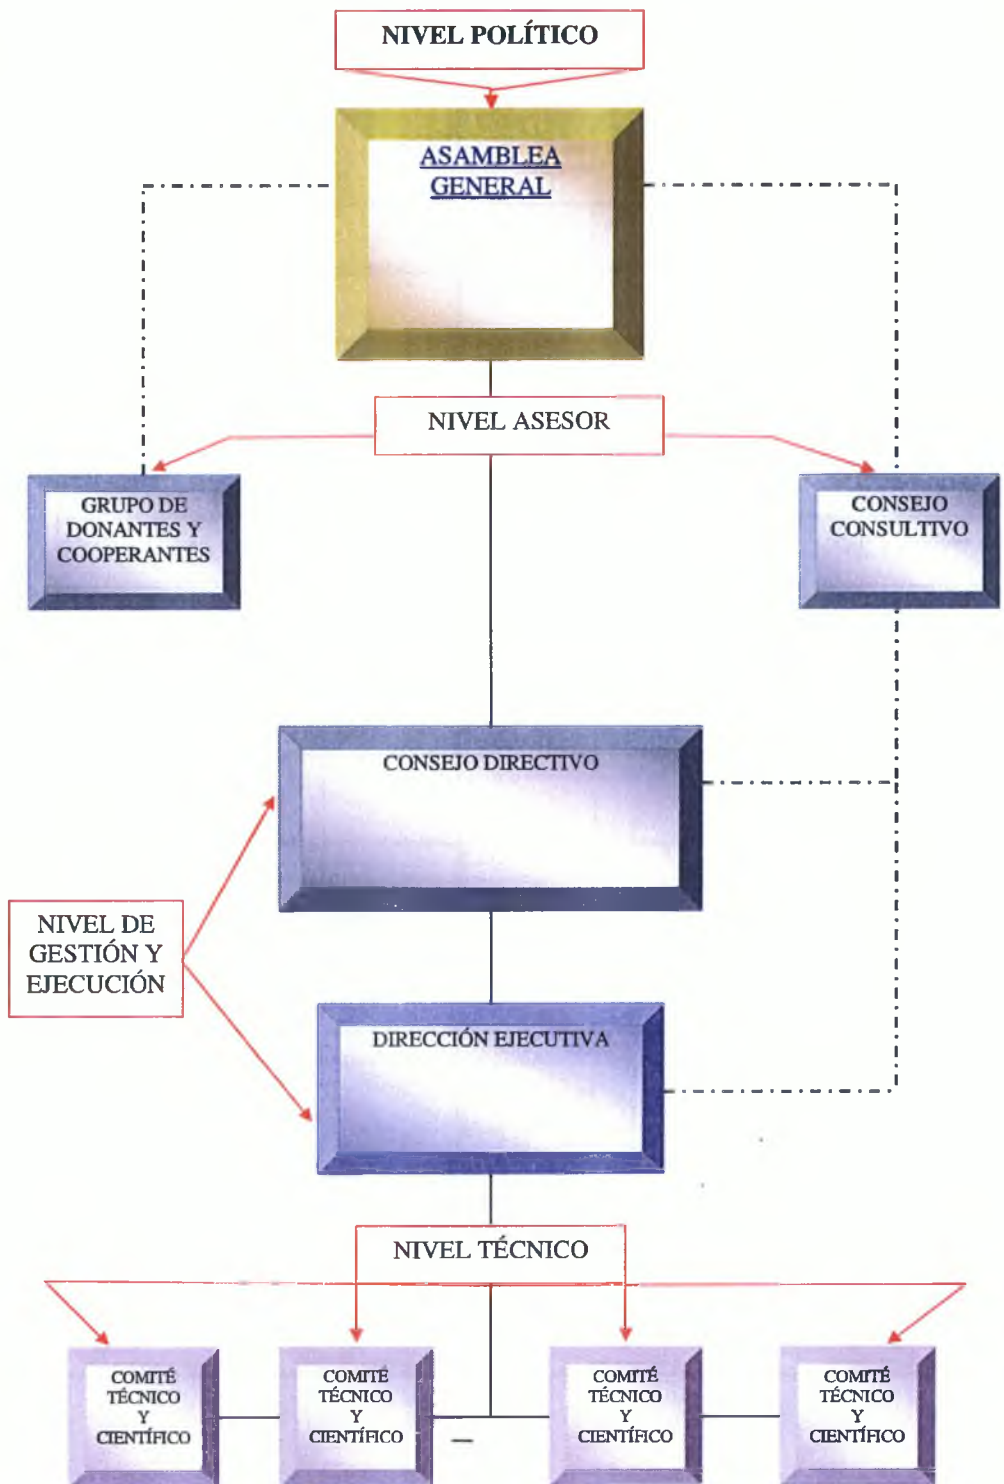 NIVEL POLÍTICO
ASAMBLEA
GENERAL
NIVEL ASESOR
GRUPO DE
DONANTES Y
COOPERANTES
CONSEJO
CONSULTIVO
CONSEJO DIRECTIVO
NIVEL DE
GESTIÓN Y
EJECUCIÓN
DIRECCIÓN EJECUTIVA
NIVEL TÉCNICO
COMITÉ
TÉCNICO
Y
CIENTÍFICO
COMITÉ
TÉCNICO
Y
CIENTÍFICO
COMITÉ
TÉCNICO
Y
CIENTÍFICO
COMITÉ
TÉCNICO
Y
CIENTÍFICO